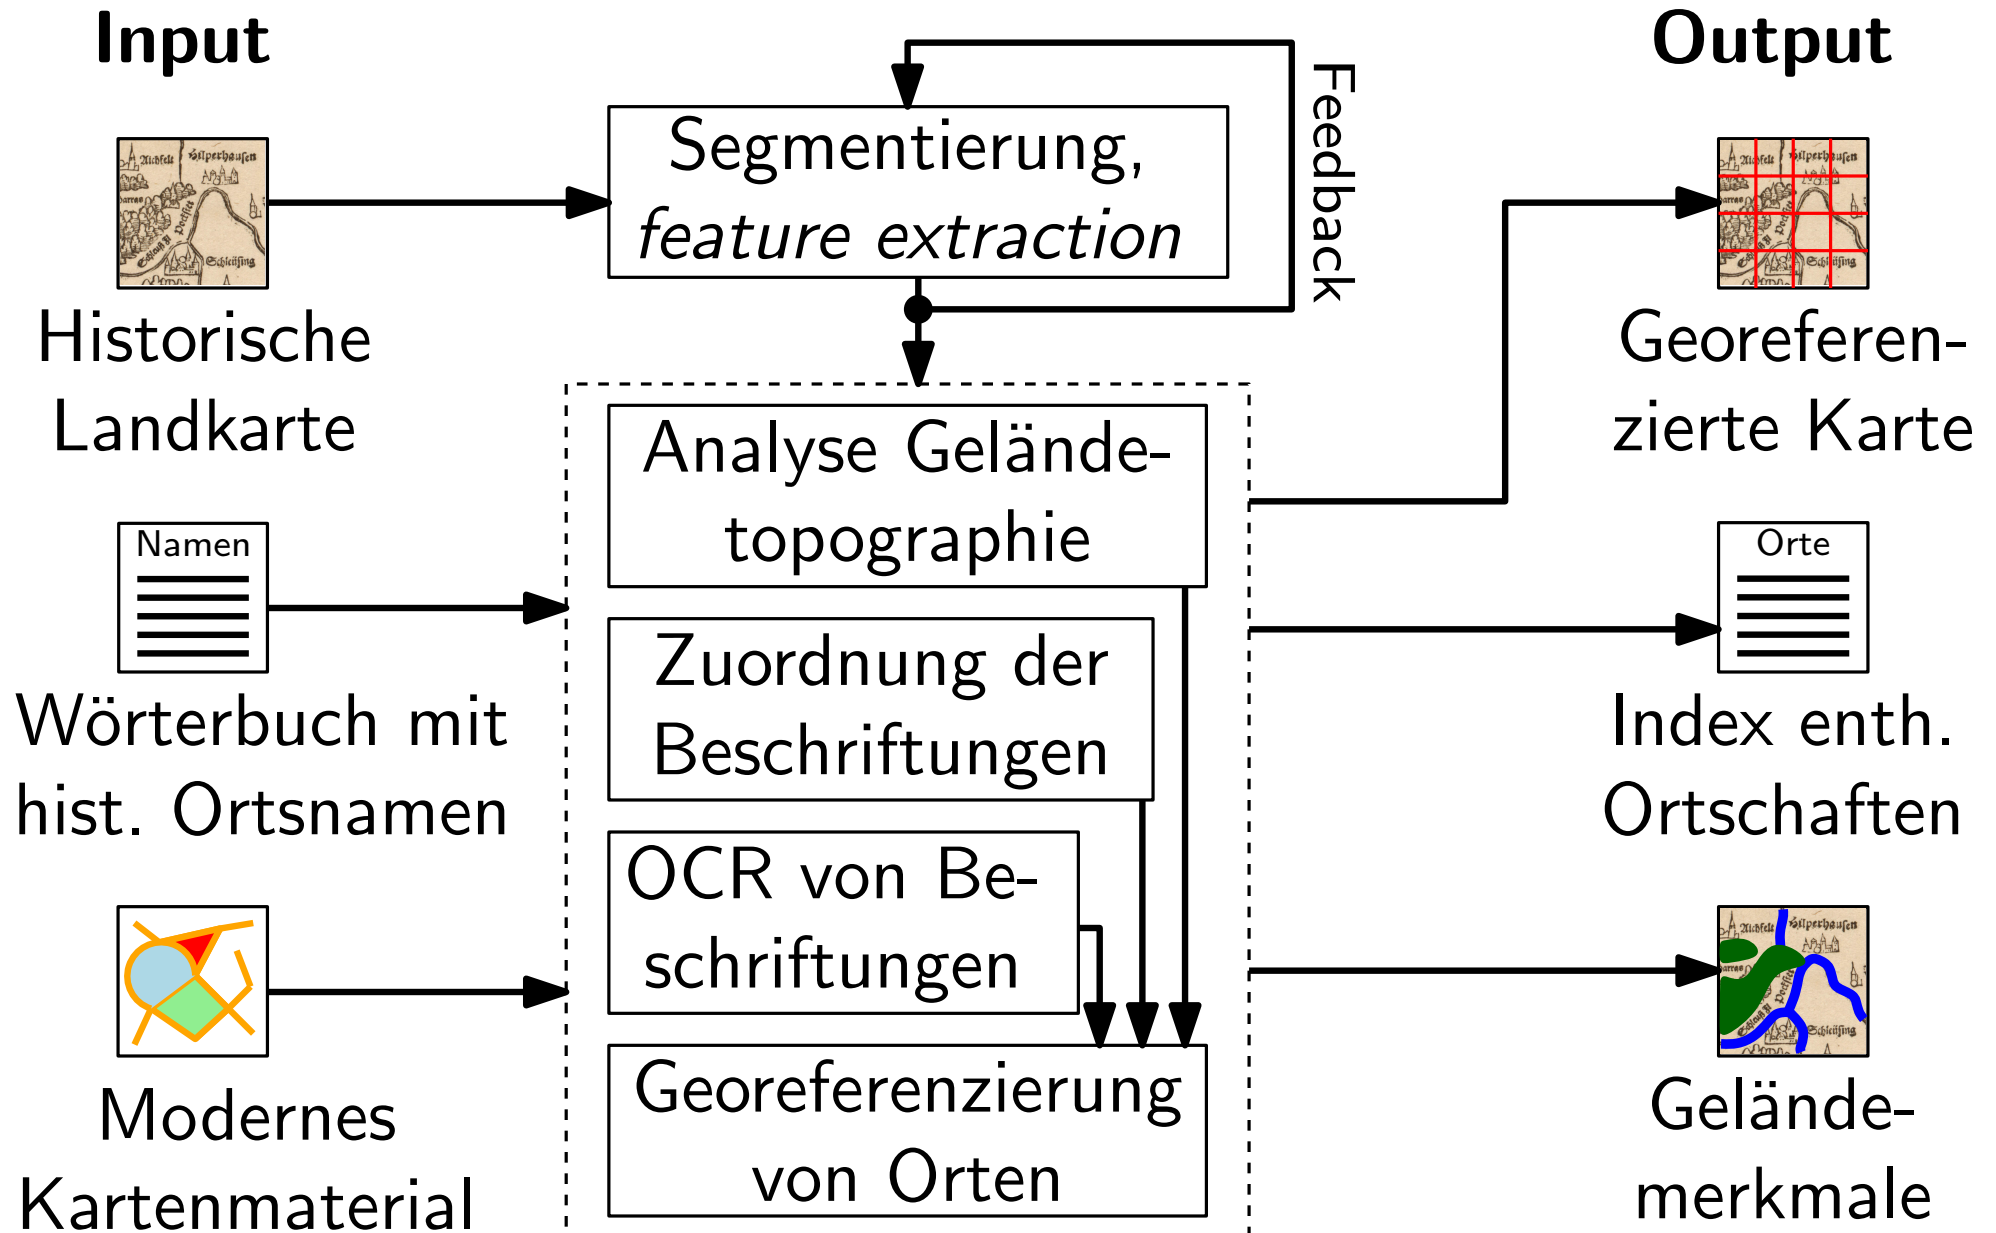 Input
Output
Feedback
Segmentierung,
feature extraction
Historische
Landkarte
Georeferen-
zierte Karte
Analyse Gelände-
topographie
Namen
Wörterbuch mit
hist. Ortsnamen
Zuordnung der
Beschriftungen
Orte
Index enth.
Ortschaften
OCR von Be-
schriftungen
Modernes
Kartenmaterial
Georeferenzierung
von Orten
Gelände-
merkmale